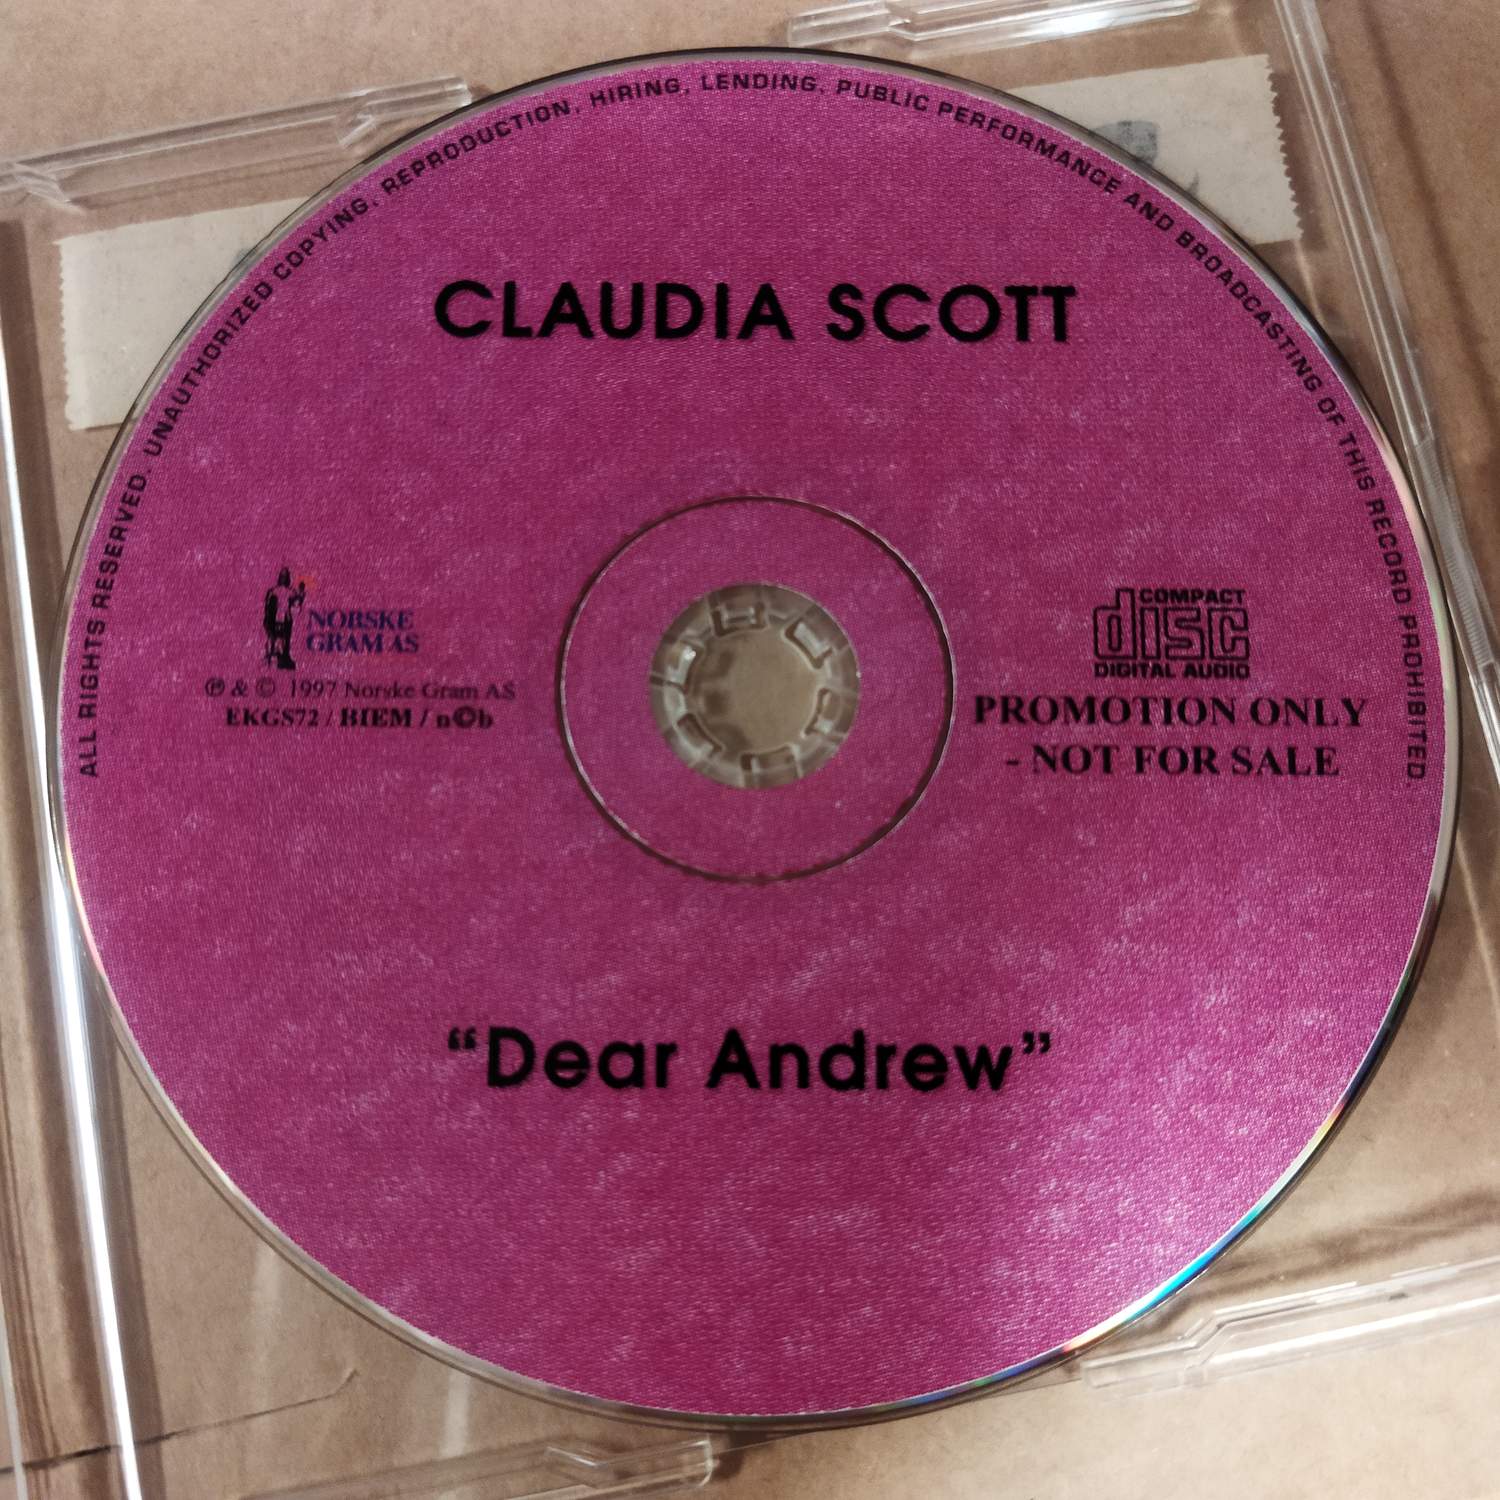 ALL RIGHTS RESERVED. UNAUTHORIZED COPYING, REPRODUCTION, HIRING, LENDING, PUBLIC PERFORMANCE AND BROADCASTING OF THIS RECORD PROHIBITED.
CLAUDIA SCOTT
NORSKE
GRAM AS
℗ & © 1997 Norske Gram AS
EKGS72 / BIEM / n©b
COMPACT
disc
DIGITAL AUDIO
PROMOTION ONLY
- NOT FOR SALE
“Dear Andrew”